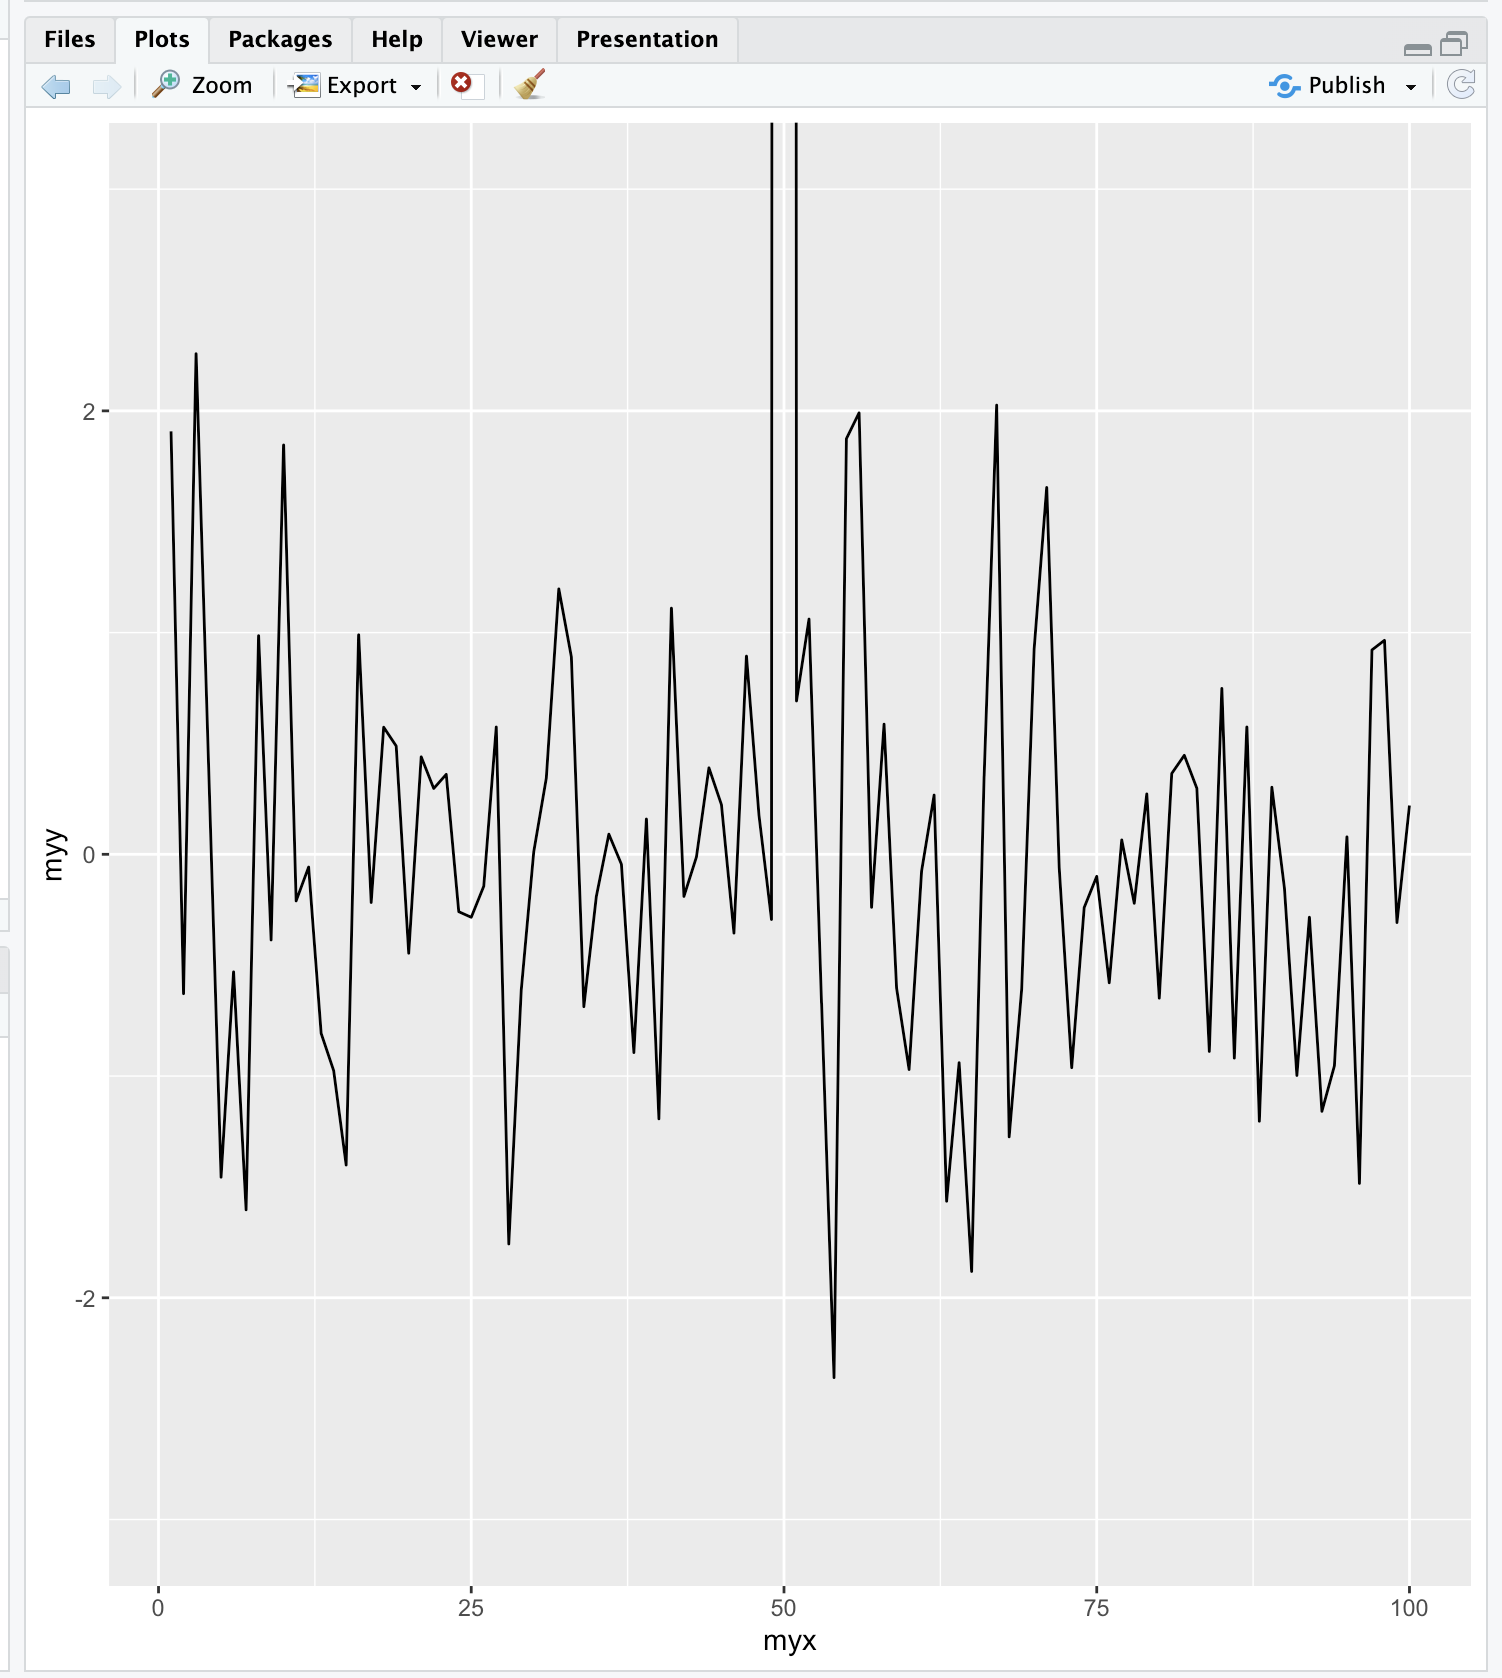 Files Plots Packages Help Viewer Presentation
Zoom Export Publish
2
0
-2
myy
0 25 50 75 100
myx